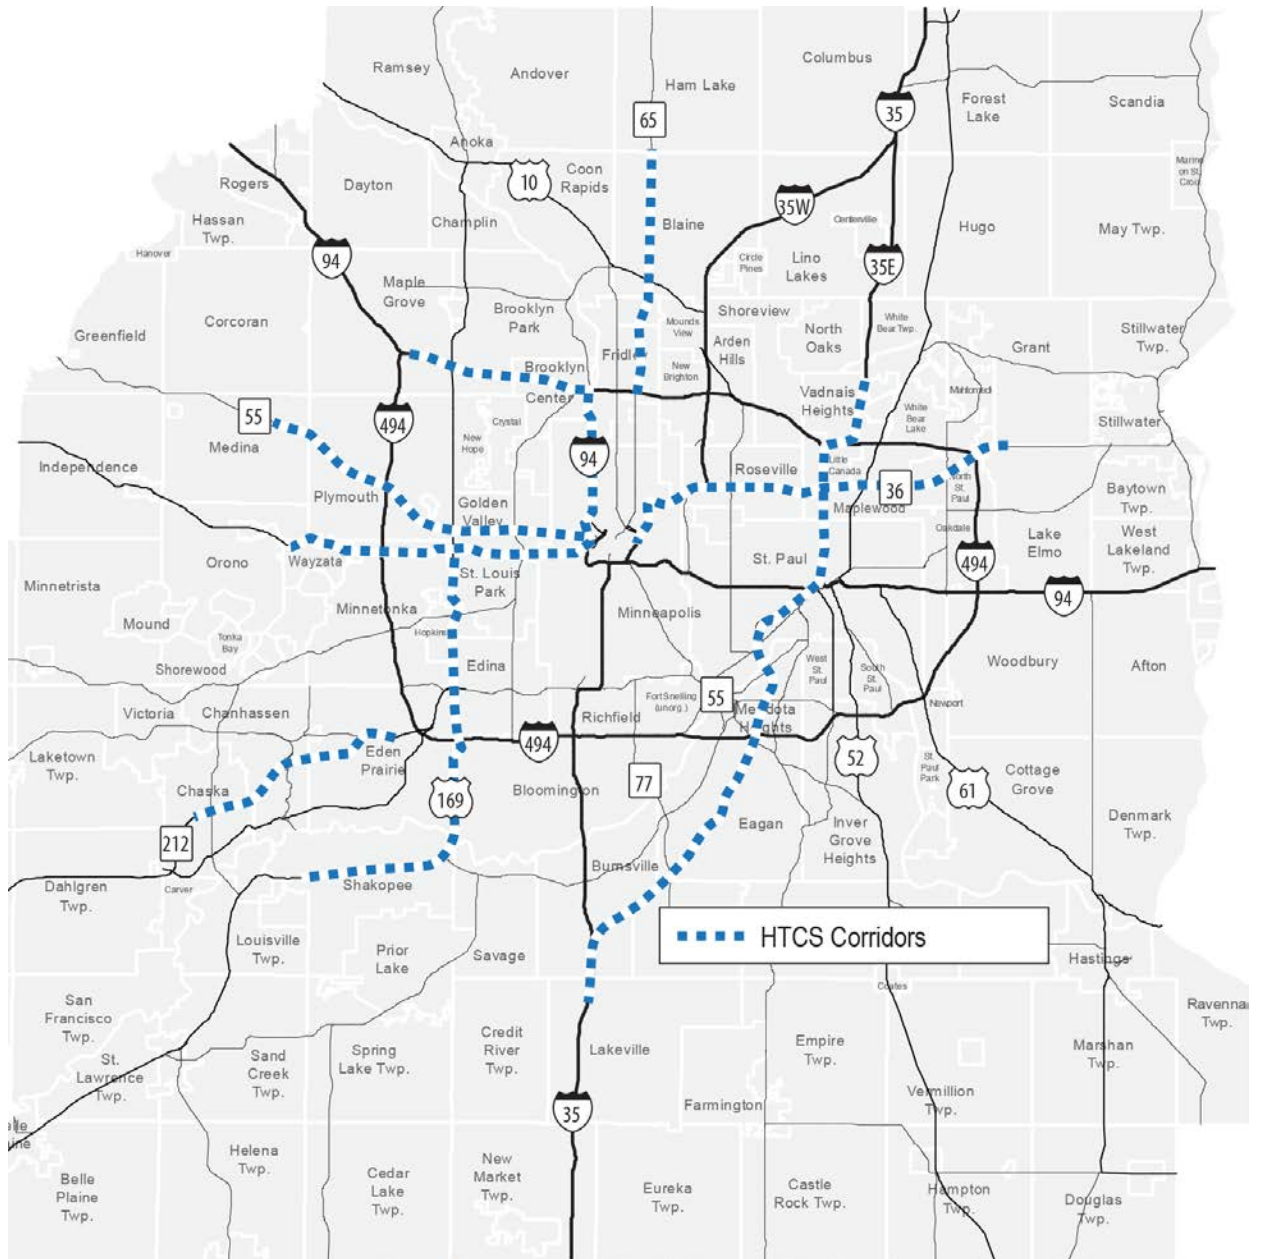 Columbus
Ramsey
Andover
Ham Lake
Forest
Lake
Scandia
35
65
Anoka
Marine
on St.
Croix
10
Coon
Rapids
Rogers
Dayton
35W
Hassan
Twp.
Champlin
Blaine
Centerville
Hugo
May Twp.
Hanover
94
Circle
Pines
Lino
Lakes
35E
Maple
Grove
Brooklyn
Park
Shoreview
Greenfield
Corcoran
Mounds
View
North
Oaks
White
Bear Twp.
Stillwater
Twp.
Fridley
Arden
Hills
Grant
Brooklyn
Center
New
Brighton
Vadnais
Heights
Mahtomedi
55
494
Crystal
White
Bear
Lake
Stillwater
Medina
New
Hope
94
Independence
Roseville
Little
Canada
36
North
St.
Paul
Plymouth
Golden
Valley
Maplewood
Baytown
Twp.
Oakdale
Lake
Elmo
West
Lakeland
Twp.
Orono
Wayzata
St. Paul
494
Minnetrista
St. Louis
Park
94
Mound
Minnetonka
Minneapolis
Tonka
Bay
Hopkins
Shorewood
Edina
West
St.
Paul
South
St.
Paul
Woodbury
Afton
Victoria
Chanhassen
Fort Snelling
(unorg.)
55
Newport
Richfield
Mendota
Heights
Laketown
Twp.
Eden
Prairie
494
52
St.
Paul
Park
Cottage
Grove
Chaska
169
Bloomington
77
61
212
Eagan
Inver
Grove
Heights
Denmark
Twp.
Burnsville
Dahlgren
Twp.
Carver
Shakopee
HTCS Corridors
Louisville
Twp.
Prior
Lake
Savage
Hastings
Coates
San
Francisco
Twp.
Ravenna
Twp.
Credit
River
Twp.
Lakeville
Empire
Twp.
Marshan
Twp.
St.
Lawrence
Twp.
Sand
Creek
Twp.
Spring
Lake Twp.
Vermillion
Twp.
35
Farmington
Helena
Twp.
Belle
Plaine
Twp.
Cedar
Lake
Twp.
New
Market
Twp.
Eureka
Twp.
Castle
Rock Twp.
Hampton
Twp.
Douglas
Twp.